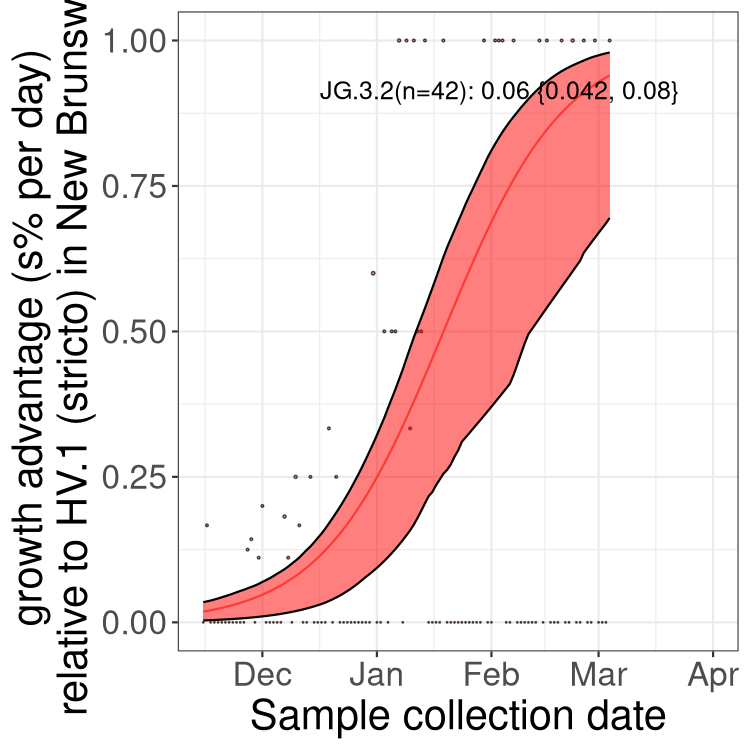 growth advantage (s% per day)
relative to HV.1 (stricto) in New Brunsw
1.00
0.75
0.50
0.25
0.00
JG.3.2(n=42): 0.06 {0.042, 0.08}
Dec Jan Feb Mar Apr
Sample collection date